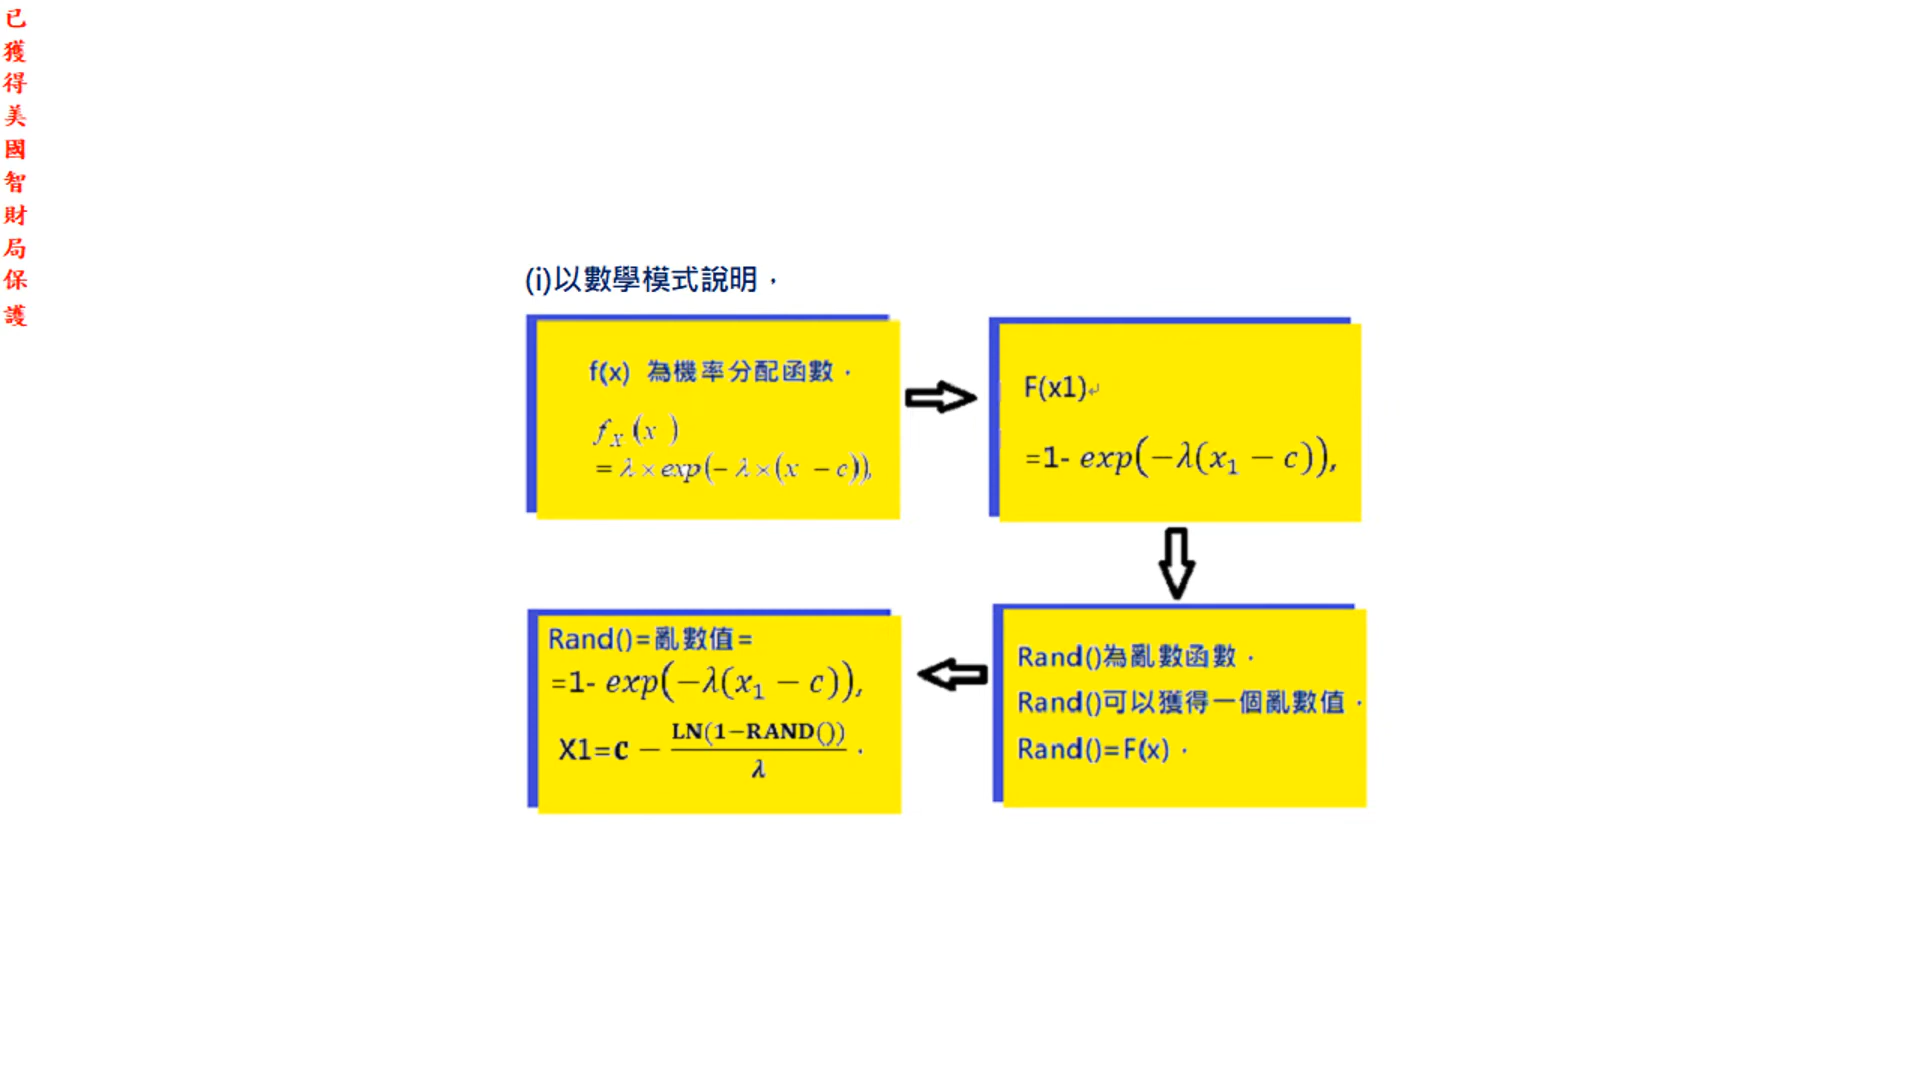 已獲得美國智財局保護
(i)以數學模式說明，
f(x) 為機率分配函數．
f_X(x)
=λ×exp(−λ×(x −c)),
F(x1)↵
=1- exp(−λ(x₁ − c)),
Rand()為亂數函數．
Rand()可以獲得一個亂數值．
Rand()=F(x)．
Rand()=亂數值=
=1- exp(−λ(x₁ − c)),
X1=c − LN(1−RAND())/λ．